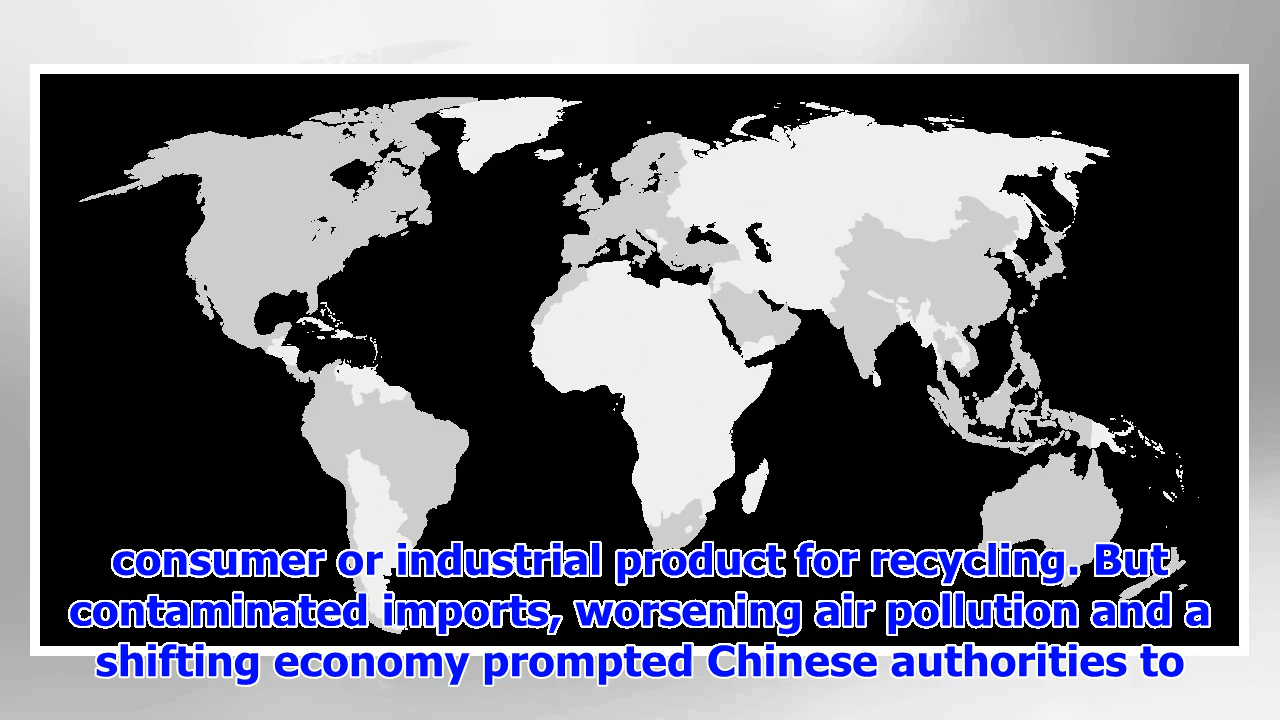 consumer or industrial product for recycling. But
contaminated imports, worsening air pollution and a
shifting economy prompted Chinese authorities to